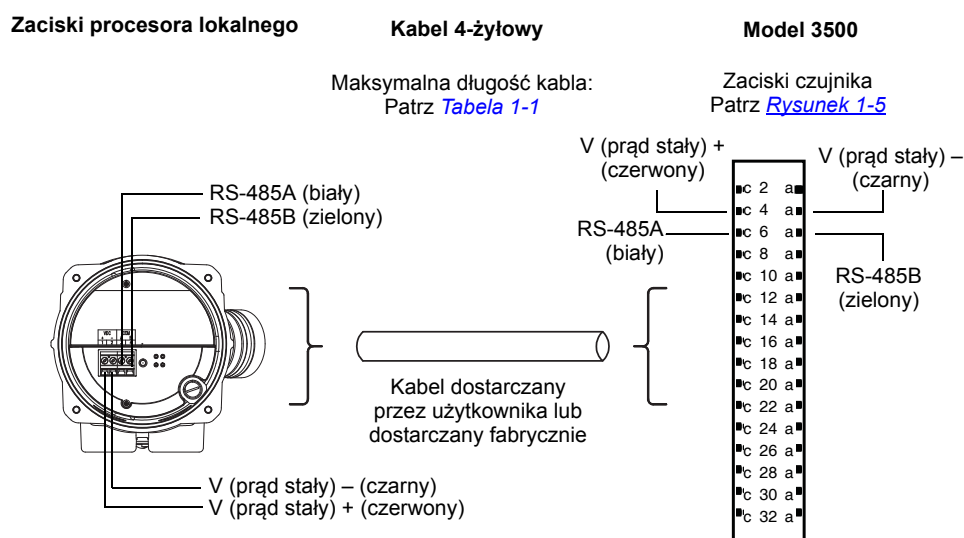 Zaciski procesora lokalnego
Kabel 4-żyłowy
Model 3500
Maksymalna długość kabla:
Patrz Tabela 1-1
Zaciski czujnika
Patrz Rysunek 1-5
V (prąd stały) +
(czerwony)
V (prąd stały) –
(czarny)
RS-485A (biały)
RS-485B (zielony)
RS-485A
(biały)
RS-485B
(zielony)
c 2 a
c 4 a
c 6 a
c 8 a
c 10 a
c 12 a
c 14 a
c 16 a
c 18 a
c 20 a
c 22 a
c 24 a
c 26 a
c 28 a
c 30 a
c 32 a
VDC
COM
Kabel dostarczany
przez użytkownika lub
dostarczany fabrycznie
V (prąd stały) – (czarny)
V (prąd stały) + (czerwony)